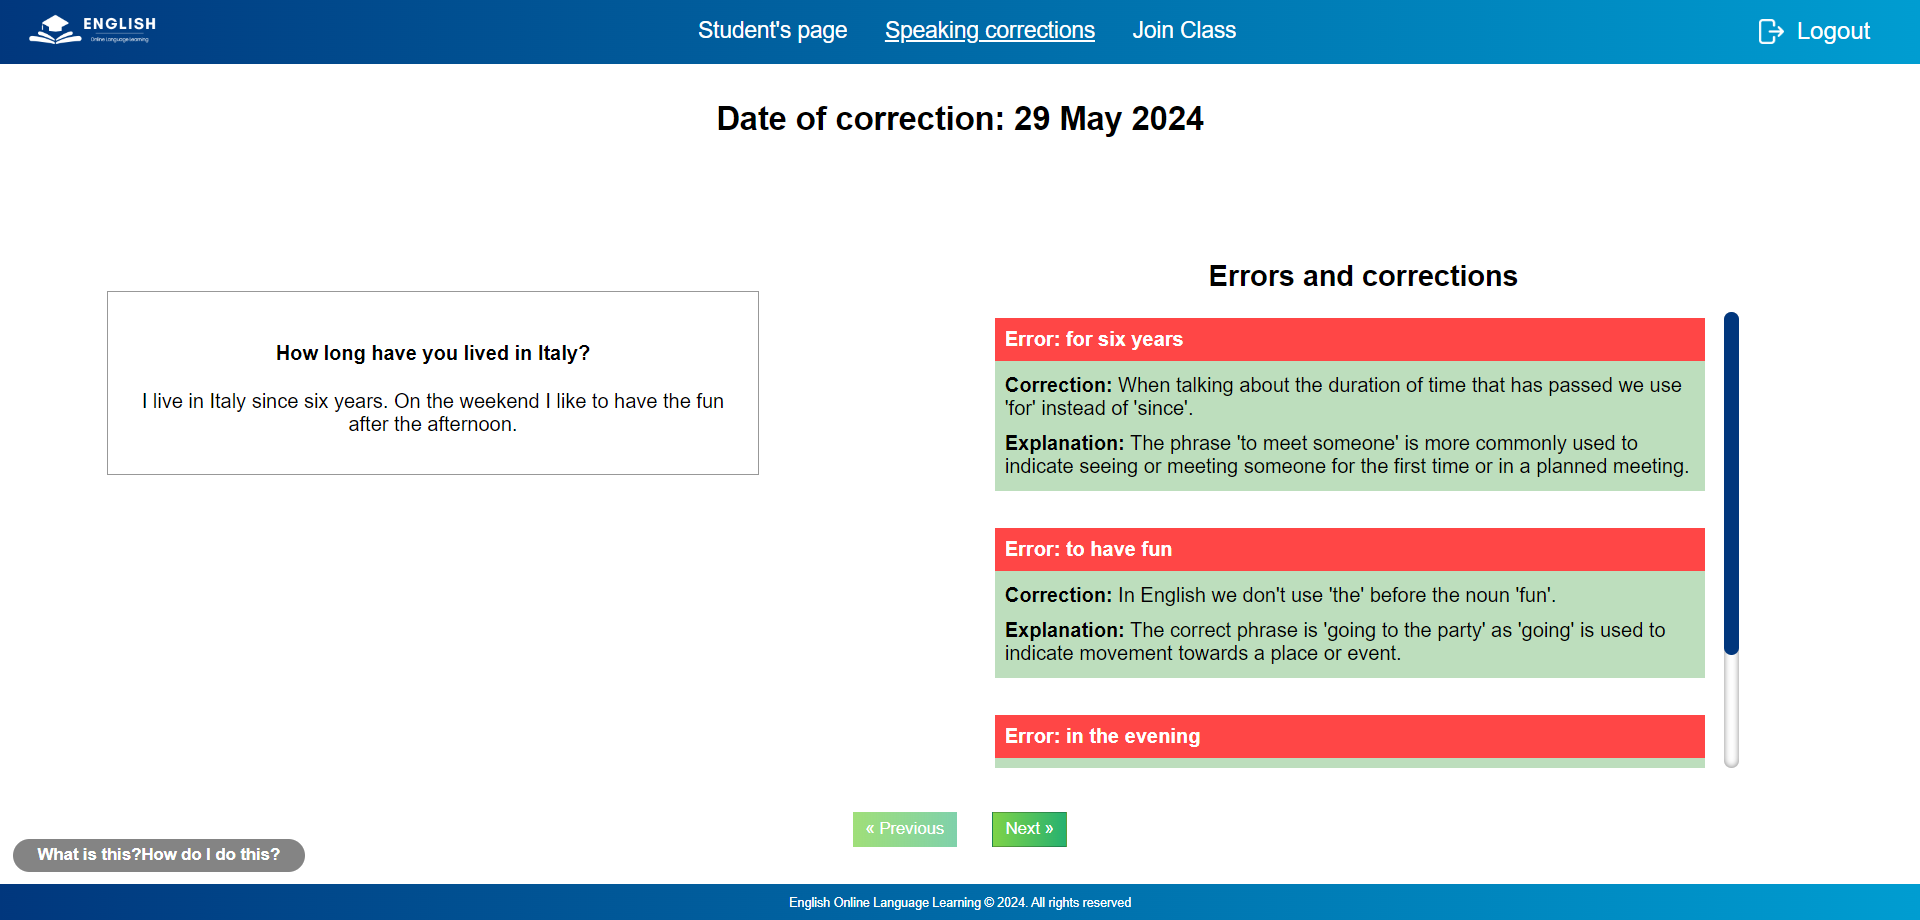 ENGLISH
Online Language Learning
Student's page
Speaking corrections
Join Class
Logout
Date of correction: 29 May 2024
How long have you lived in Italy?
I live in Italy since six years. On the weekend I like to have the fun
after the afternoon.
Errors and corrections
Error: for six years
Correction: When talking about the duration of time that has passed we use
'for' instead of 'since'.
Explanation: The phrase 'to meet someone' is more commonly used to
indicate seeing or meeting someone for the first time or in a planned meeting.
Error: to have fun
Correction: In English we don't use 'the' before the noun 'fun'.
Explanation: The correct phrase is 'going to the party' as 'going' is used to
indicate movement towards a place or event.
Error: in the evening
« Previous
Next »
What is this?How do I do this?
English Online Language Learning © 2024. All rights reserved